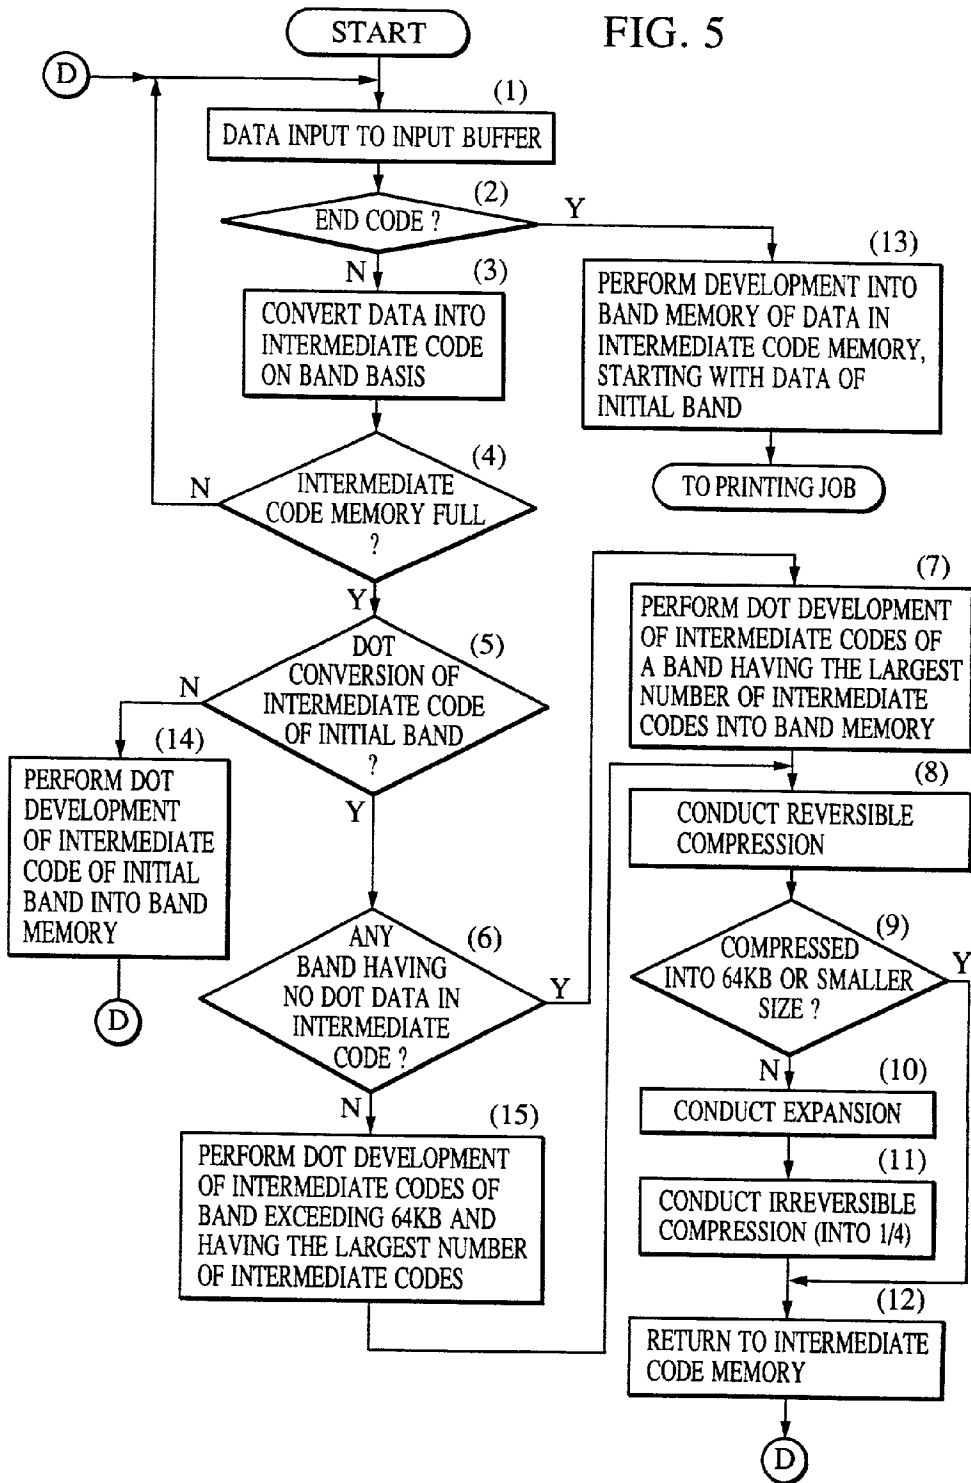 FIG. 5
START
D
(1)
DATA INPUT TO INPUT BUFFER
(2)
END CODE ?
Y
N
(3)
CONVERT DATA INTO
INTERMEDIATE CODE
ON BAND BASIS
(13)
PERFORM DEVELOPMENT INTO
BAND MEMORY OF DATA IN
INTERMEDIATE CODE MEMORY,
STARTING WITH DATA OF
INITIAL BAND
TO PRINTING JOB
(4)
INTERMEDIATE
CODE MEMORY FULL
?
N
Y
(5)
DOT
CONVERSION OF
INTERMEDIATE CODE
OF INITIAL BAND
?
N
Y
(14)
PERFORM DOT
DEVELOPMENT
OF INTERMEDIATE
CODE OF INITIAL
BAND INTO BAND
MEMORY
D
(6)
ANY
BAND HAVING
NO DOT DATA IN
INTERMEDIATE
CODE ?
Y
N
(15)
PERFORM DOT DEVELOPMENT
OF INTERMEDIATE CODES OF
BAND EXCEEDING 64KB AND
HAVING THE LARGEST NUMBER
OF INTERMEDIATE CODES
(7)
PERFORM DOT DEVELOPMENT
OF INTERMEDIATE CODES OF
A BAND HAVING THE LARGEST
NUMBER OF INTERMEDIATE
CODES INTO BAND MEMORY
(8)
CONDUCT REVERSIBLE
COMPRESSION
(9)
COMPRESSED
INTO 64KB OR SMALLER
SIZE ?
Y
N
(10)
CONDUCT EXPANSION
(11)
CONDUCT IRREVERSIBLE
COMPRESSION (INTO 1/4)
(12)
RETURN TO INTERMEDIATE
CODE MEMORY
D